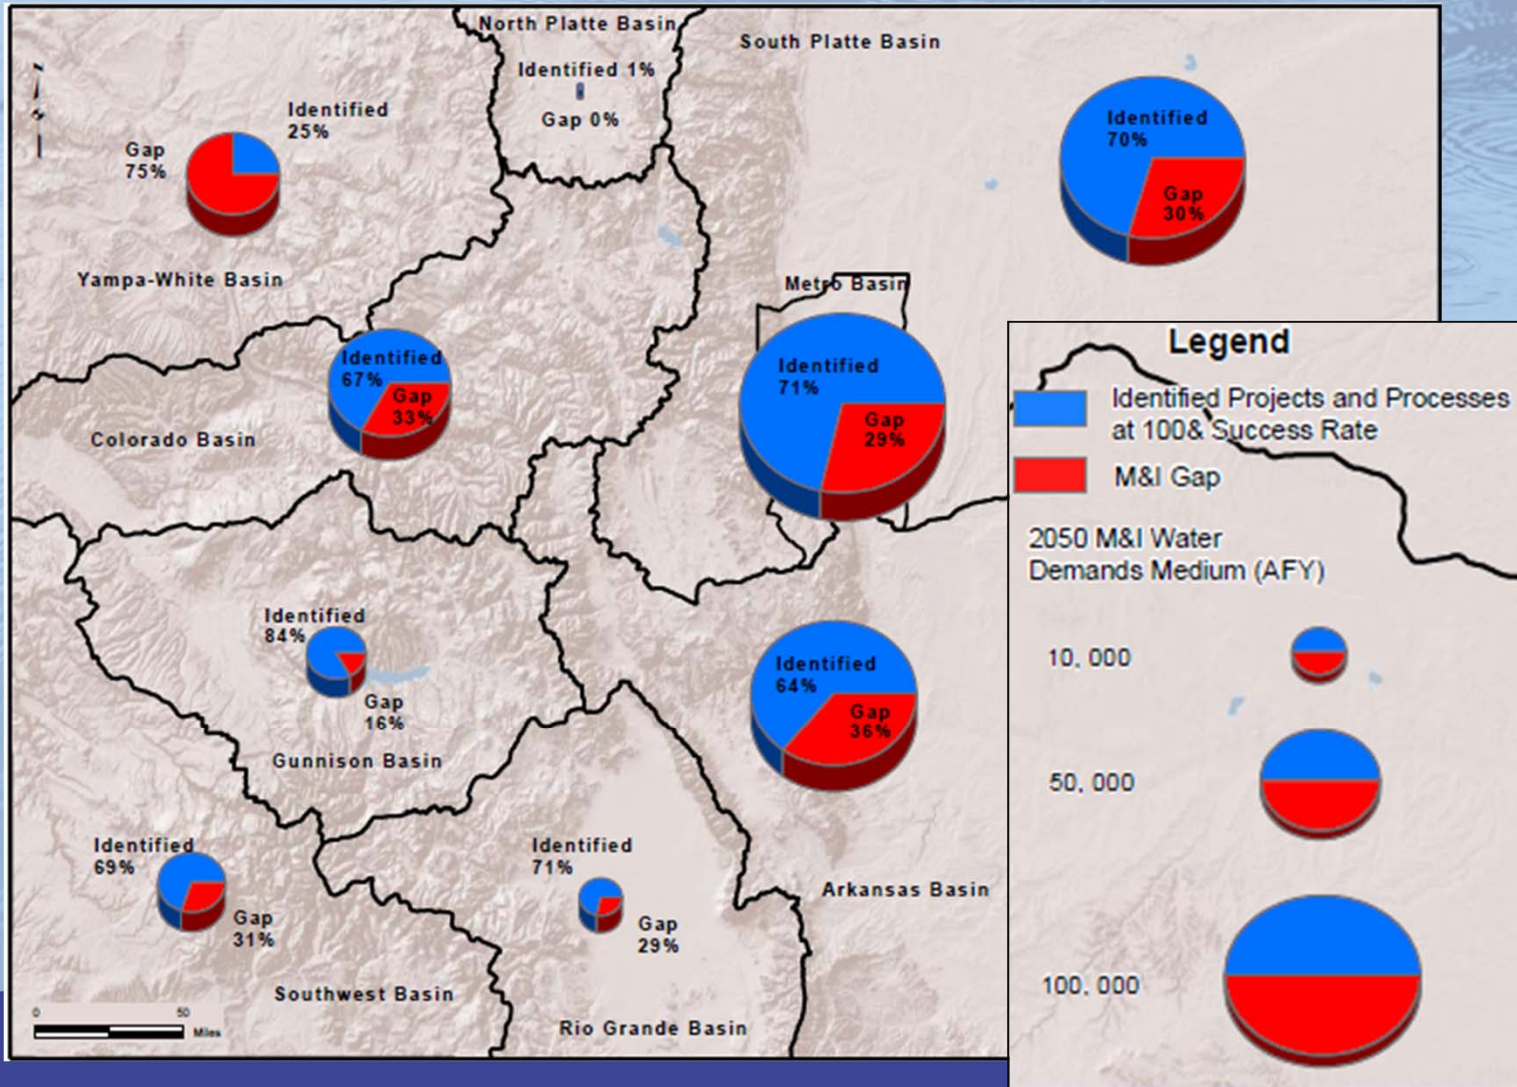 North Platte Basin
South Platte Basin
Identified 1%
Gap 0%
Identified
25%
Gap
75%
Yampa-White Basin
Identified
70%
Gap
30%
Metro Basin
Identified
71%
Gap
29%
Identified
67%
Gap
33%
Colorado Basin
Identified
84%
Gap
16%
Gunnison Basin
Identified
64%
Gap
36%
Arkansas Basin
Identified
69%
Gap
31%
Southwest Basin
Identified
71%
Gap
29%
Rio Grande Basin
0 50
Miles
Legend
Identified Projects and Processes
at 100& Success Rate
M&I Gap
2050 M&I Water
Demands Medium (AFY)
10, 000
50, 000
100, 000